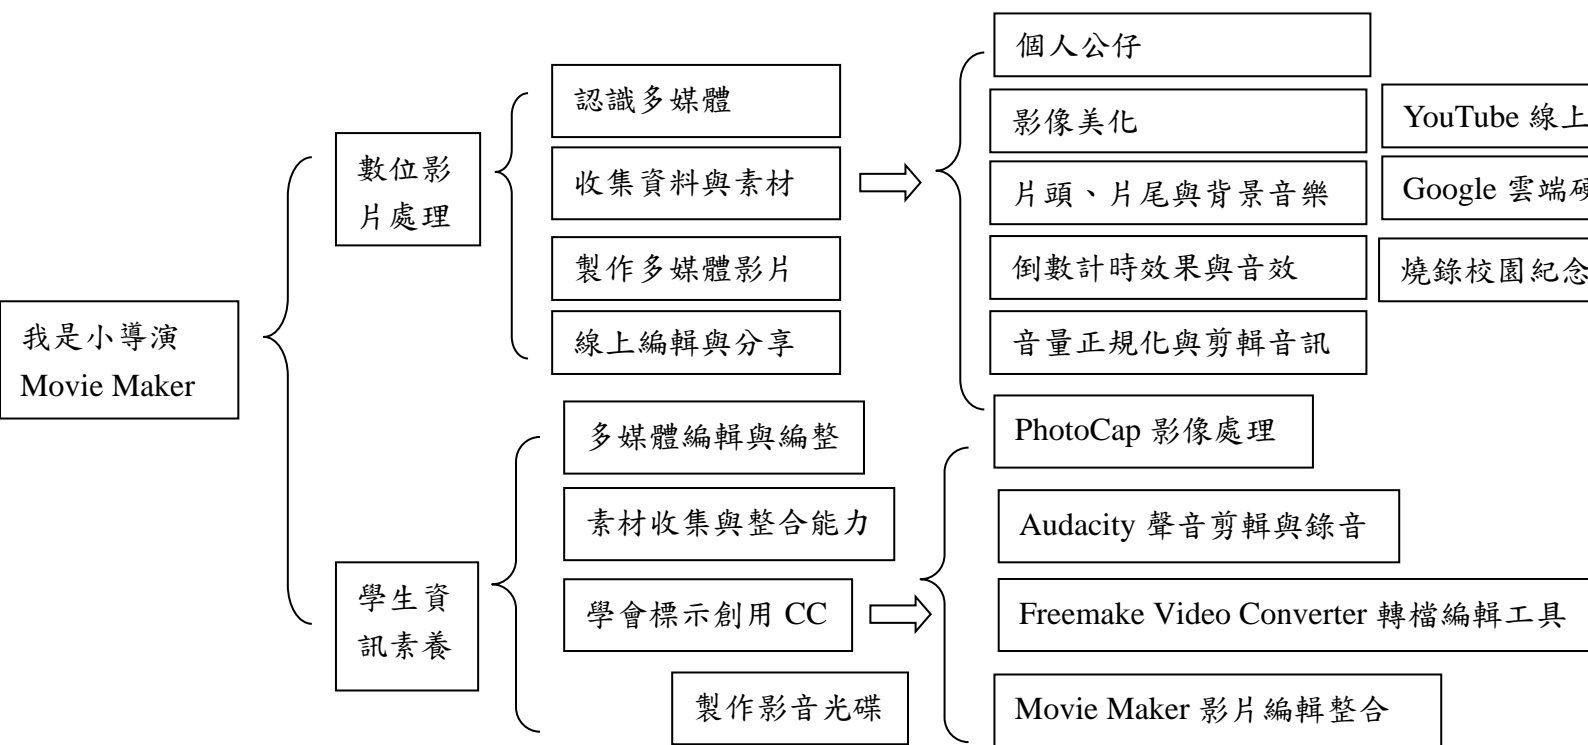 我是小導演
Movie Maker
數位影
片處理
認識多媒體
收集資料與素材
製作多媒體影片
線上編輯與分享
個人公仔
影像美化
片頭、片尾與背景音樂
倒數計時效果與音效
音量正規化與剪輯音訊
YouTube 線上
Google 雲端硬
燒錄校園紀念
學生資
訊素養
多媒體編輯與編整
素材收集與整合能力
學會標示創用 CC
製作影音光碟
PhotoCap 影像處理
Audacity 聲音剪輯與錄音
Freemake Video Converter 轉檔編輯工具
Movie Maker 影片編輯整合